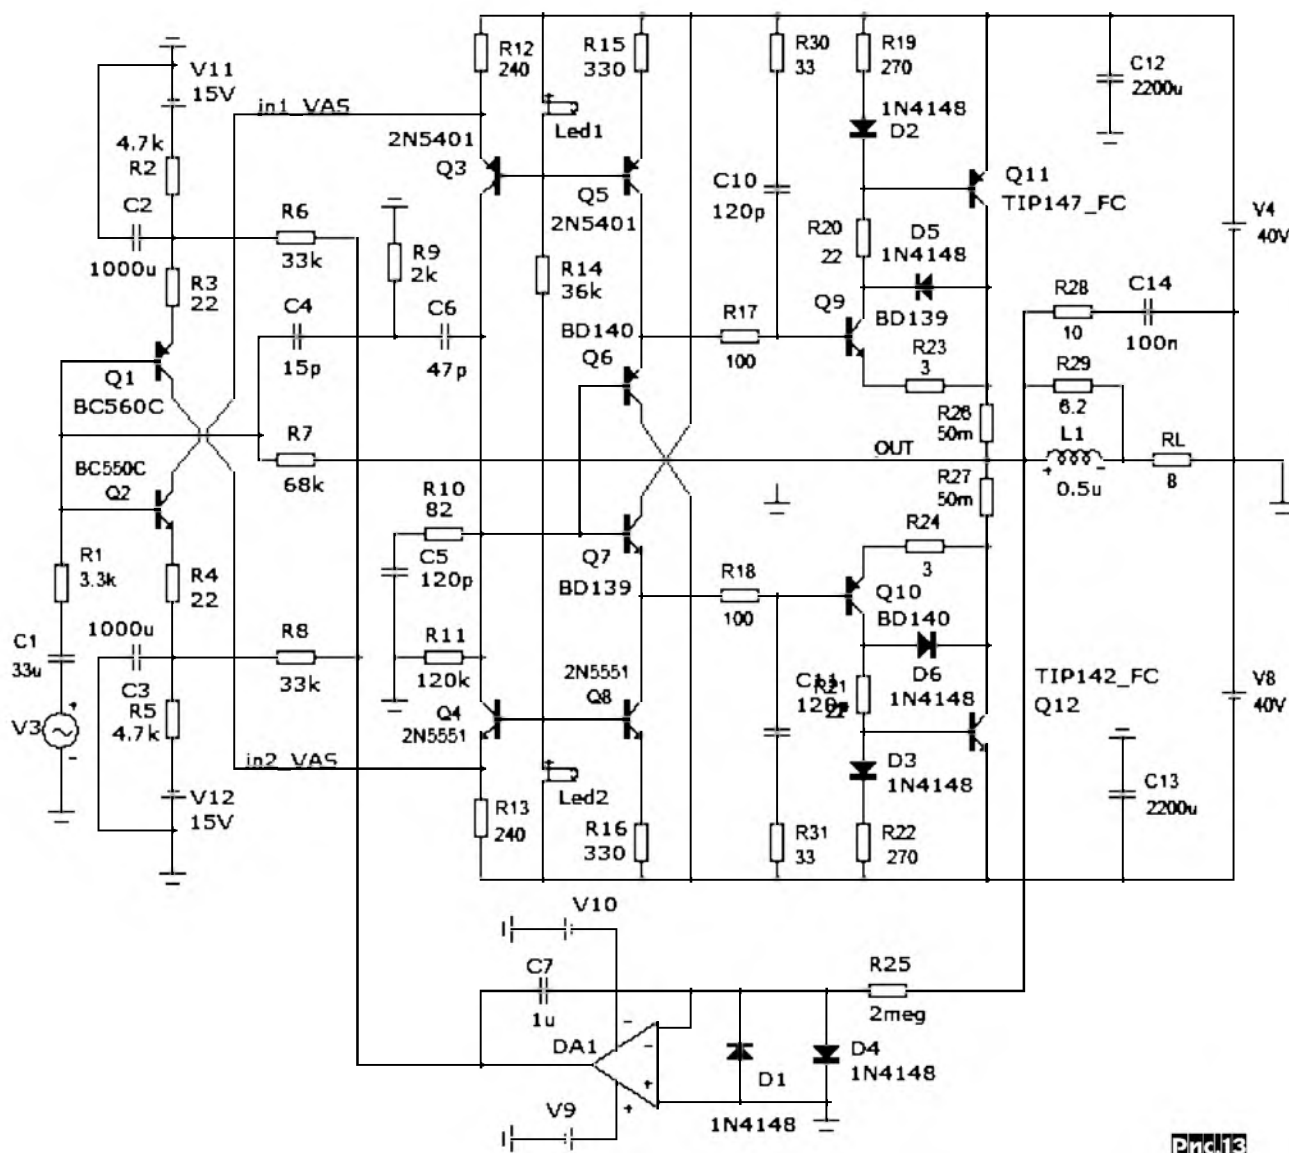 R12
240
R15
330
R30
33
R19
270
C12
2200u
V11
15V
in1_VAS
Led1
1N4148
D2
4.7k
R2
2N5401
Q3
Q5
2N5401
C10
120p
Q11
TIP147_FC
V4
40V
C2
1000u
R6
33k
R9
2k
R14
36k
R20
22
D5
1N4148
R3
22
C4
15p
C6
47p
BD140
Q6
R17
100
Q9
BD139
R28
10
C14
100n
R23
3
R29
6.2
Q1
BC560C
R7
68k
R26
50m
OUT
L1
+
-
0.5u
RL
8
BC550C
Q2
R10
82
R27
50m
R24
3
R1
3.3k
R4
22
C5
120p
Q7
BD139
R18
100
Q10
BD140
1000u
C1
33u
C3
R8
33k
R11
120k
2N5551
Q8
C11
120p
R21
22
D6
1N4148
TIP142_FC
Q12
V8
40V
V3
+
-
R5
4.7k
Q4
2N5551
in2_VAS
Led2
D3
1N4148
C13
2200u
V12
15V
R13
240
R16
330
R31
33
R22
270
V10
C7
1u
R25
2meg
DA1
-
-
+
+
D1
1N4148
D4
1N4148
V9
Рис.13